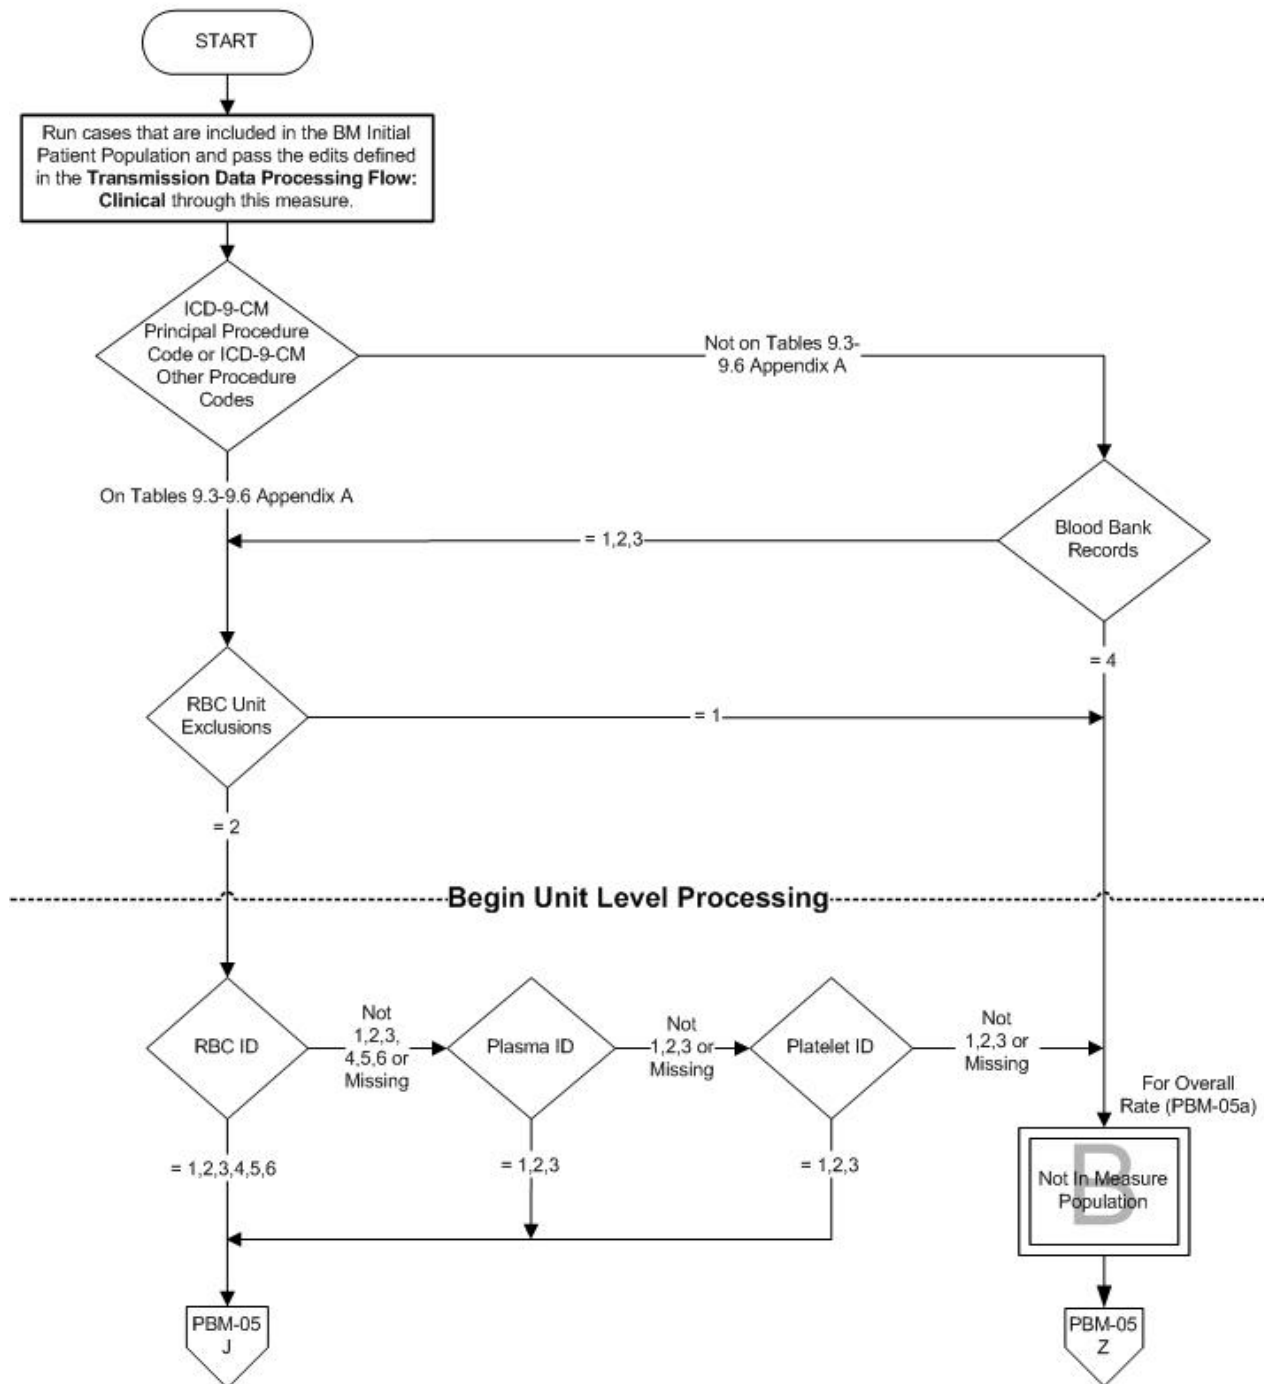 START
Run cases that are included in the BM Initial
Patient Population and pass the edits defined
in the Transmission Data Processing Flow:
Clinical through this measure.
ICD-9-CM
Principal Procedure
Code or ICD-9-CM
Other Procedure
Codes
Not on Tables 9.3-
9.6 Appendix A
On Tables 9.3-9.6 Appendix A
Blood Bank
Records
= 1,2,3
= 4
RBC Unit
Exclusions
= 1
= 2
Begin Unit Level Processing
RBC ID
Not
1,2,3,
4,5,6 or
Missing
Plasma ID
Not
1,2,3 or
Missing
Platelet ID
Not
1,2,3 or
Missing
For Overall
Rate (PBM-05a)
= 1,2,3,4,5,6
= 1,2,3
= 1,2,3
B
Not In Measure
Population
PBM-05
J
PBM-05
Z